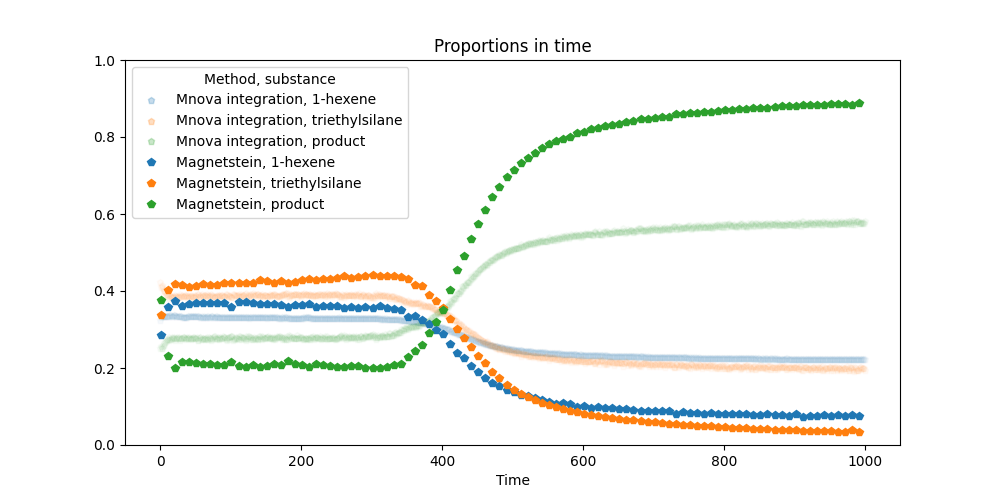 Proportions in time
1.0
0.8
0.6
0.4
0.2
0.0
Method, substance
Mnova integration, 1-hexene
Mnova integration, triethylsilane
Mnova integration, product
Magnetstein, 1-hexene
Magnetstein, triethylsilane
Magnetstein, product
0 200 400 600 800 1000
Time